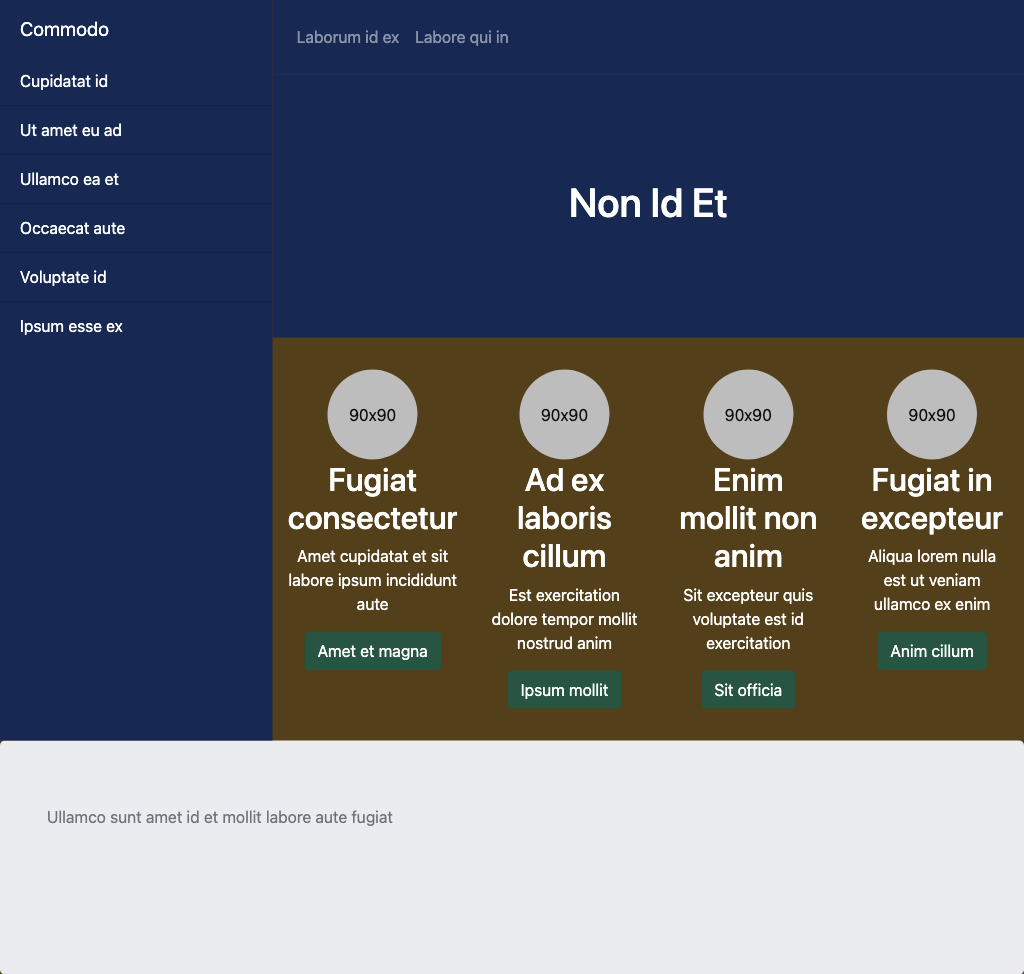 Commodo
Cupidatat id
Ut amet eu ad
Ullamco ea et
Occaecat aute
Voluptate id
Ipsum esse ex
Laborum id ex
Labore qui in
Non Id Et
90x90
Fugiat
consectetur
Amet cupidatat et sit
labore ipsum incididunt
aute
Amet et magna
90x90
Ad ex
laboris
cillum
Est exercitation
dolore tempor mollit
nostrud anim
Ipsum mollit
90x90
Enim
mollit non
anim
Sit excepteur quis
voluptate est id
exercitation
Sit officia
90x90
Fugiat in
excepteur
Aliqua lorem nulla
est ut veniam
ullamco ex enim
Anim cillum
Ullamco sunt amet id et mollit labore aute fugiat